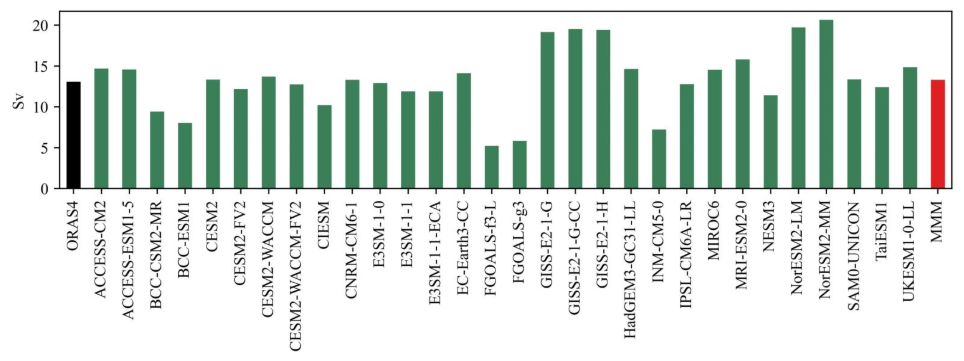 20
15
10
5
0
Sv
ORAS4
ACCESS-CM2
ACCESS-ESM1-5
BCC-CSM2-MR
BCC-ESM1
CESM2
CESM2-FV2
CESM2-WACCM
CESM2-WACCM-FV2
CIESM
CNRM-CM6-1
E3SM-1-0
E3SM-1-1
E3SM-1-1-ECA
EC-Earth3-CC
FGOALS-f3-L
FGOALS-g3
GISS-E2-1-G
GISS-E2-1-G-CC
GISS-E2-1-H
HadGEM3-GC31-LL
INM-CM5-0
IPSL-CM6A-LR
MIROC6
MRI-ESM2-0
NESM3
NorESM2-LM
NorESM2-MM
SAM0-UNICON
TaiESM1
UKESM1-0-LL
MMM